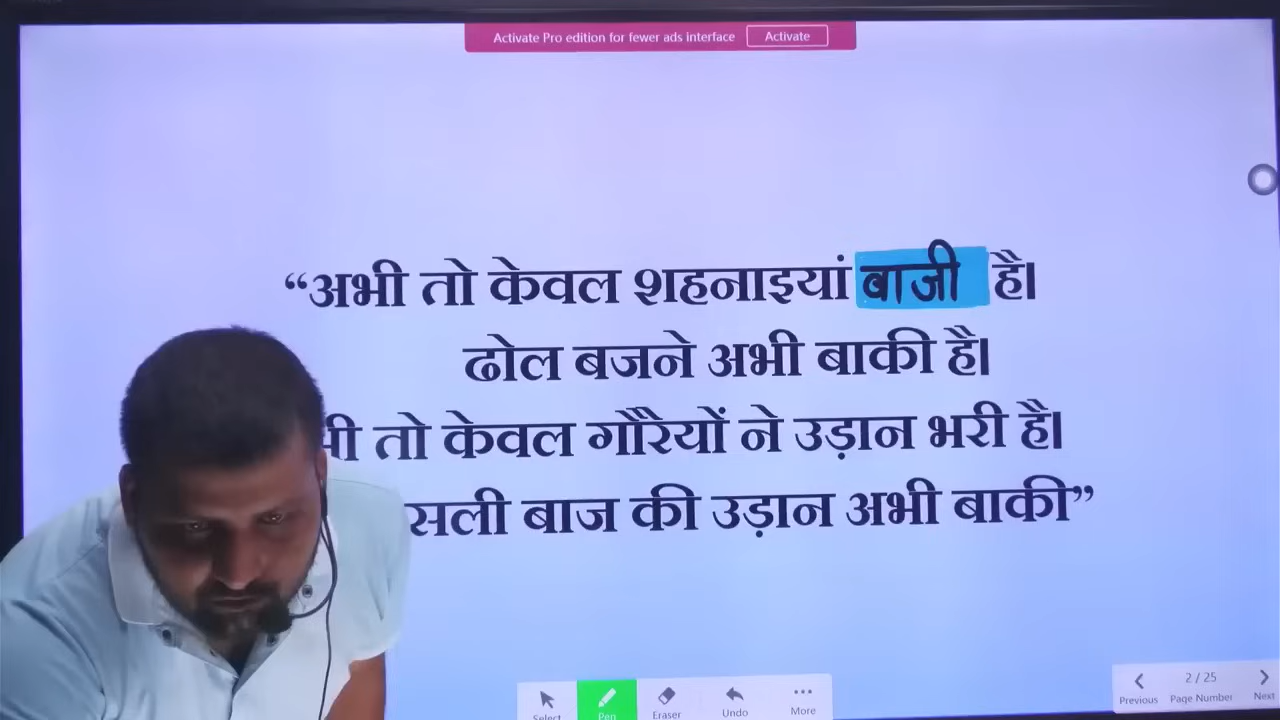 Activate Pro edition for fewer ads interface Activate
“अभी तो केवल शहनाइयां बाजी है।
ढोल बजने अभी बाकी है।
तो केवल गौरैयों ने उड़ान भरी है।
बाज की उड़ान अभी बाकी”
Select Pen Eraser Undo More
2 / 25
Previous Page Number Next